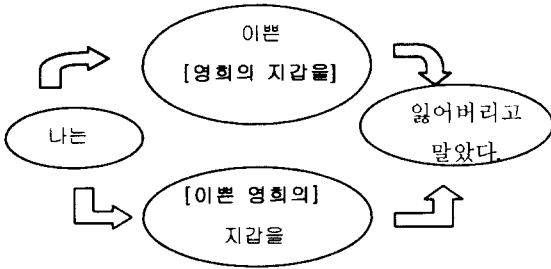 이쁜
[영희의 지갑을]
나는
잃어버리고
말았다.
[이쁜 영희의]
지갑을